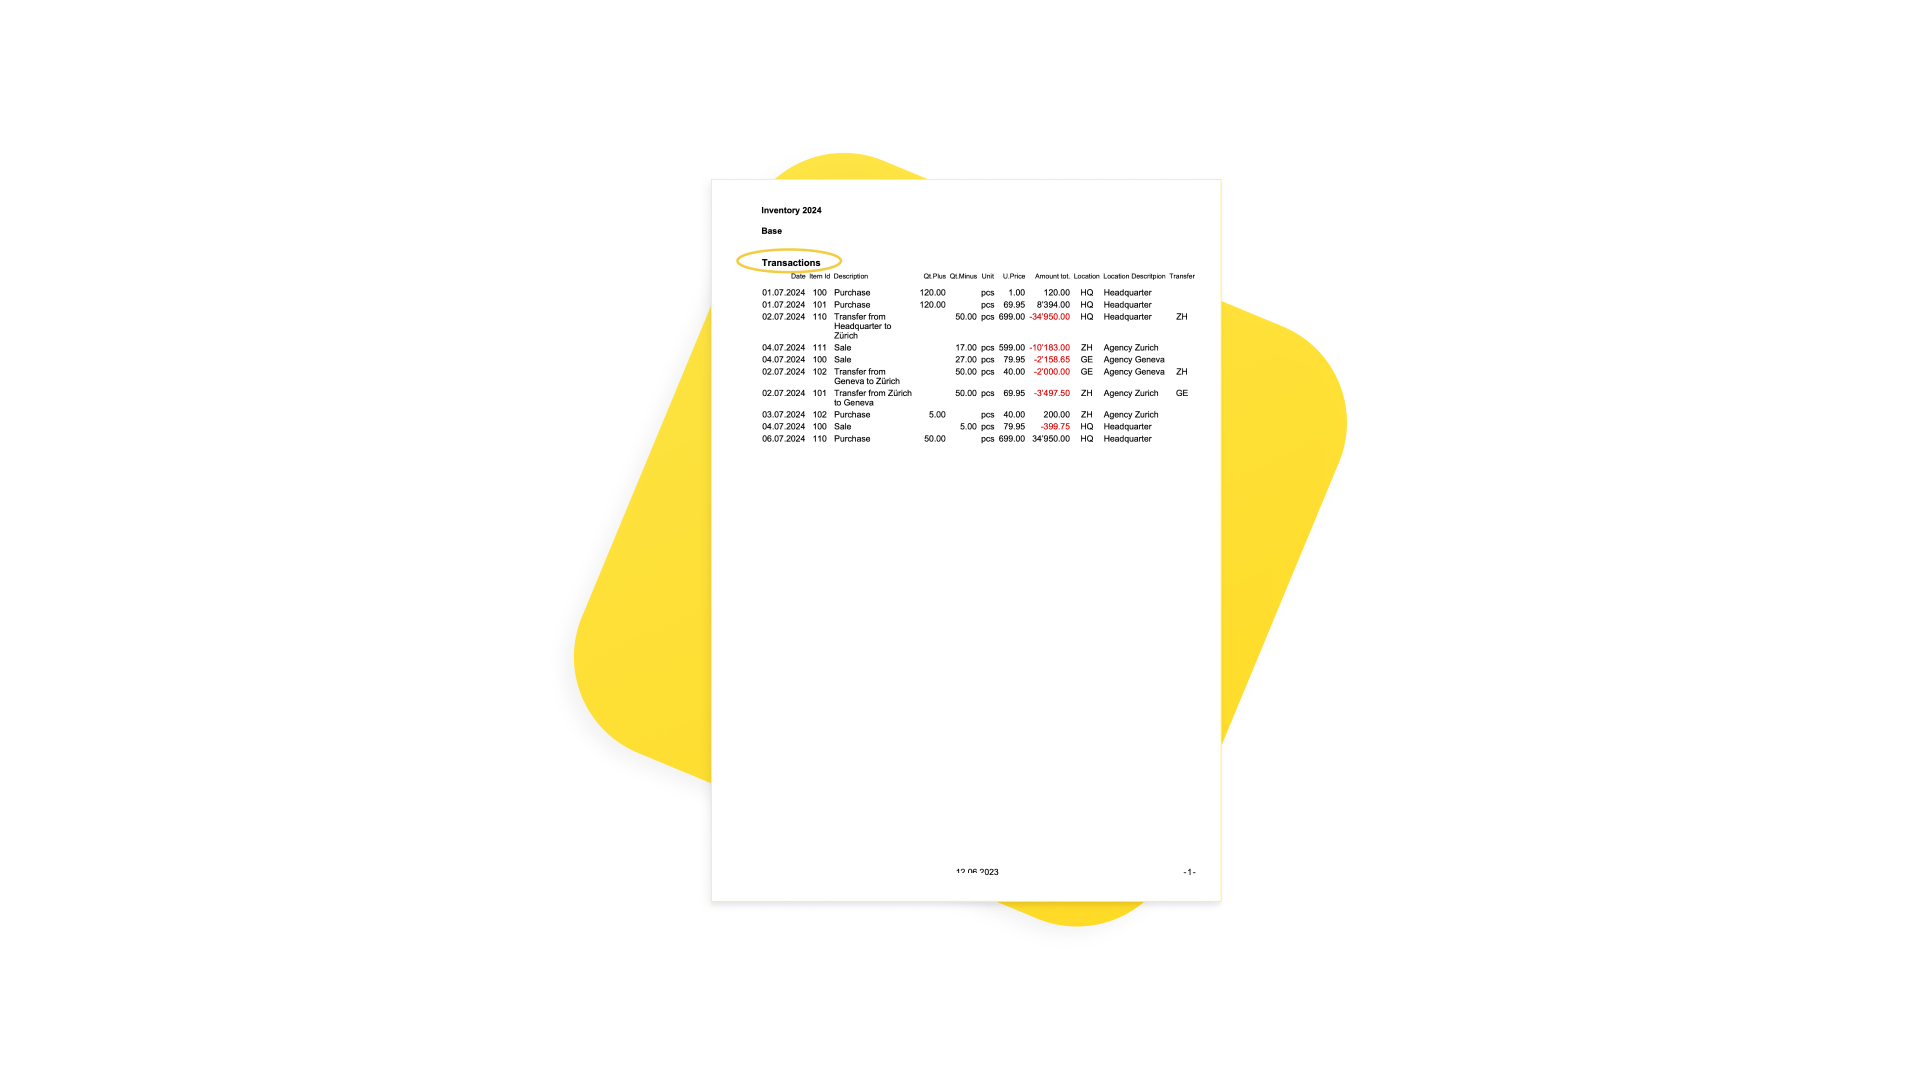 Inventory 2024
Base
Transactions
Date Item Id Description Qt.Plus Qt.Minus Unit U.Price Amount tot. Location Location Descritpion Transfer
01.07.2024 100 Purchase 120.00 pcs 1.00 120.00 HQ Headquarter
01.07.2024 101 Purchase 120.00 pcs 69.95 8'394.00 HQ Headquarter
02.07.2024 110 Transfer from 50.00 pcs 699.00 -34'950.00 HQ Headquarter ZH
Headquarter to
Zürich
04.07.2024 111 Sale 17.00 pcs 599.00 -10'183.00 ZH Agency Zurich
04.07.2024 100 Sale 27.00 pcs 79.95 -2'158.65 GE Agency Geneva
02.07.2024 102 Transfer from 50.00 pcs 40.00 -2'000.00 GE Agency Geneva ZH
Geneva to Zürich
02.07.2024 101 Transfer from Zürich 50.00 pcs 69.95 -3'497.50 ZH Agency Zurich GE
to Geneva
03.07.2024 102 Purchase 5.00 pcs 40.00 200.00 ZH Agency Zurich
04.07.2024 100 Sale 5.00 pcs 79.95 -399.75 HQ Headquarter
06.07.2024 110 Purchase 50.00 pcs 699.00 34'950.00 HQ Headquarter
12.06.2023 -1-